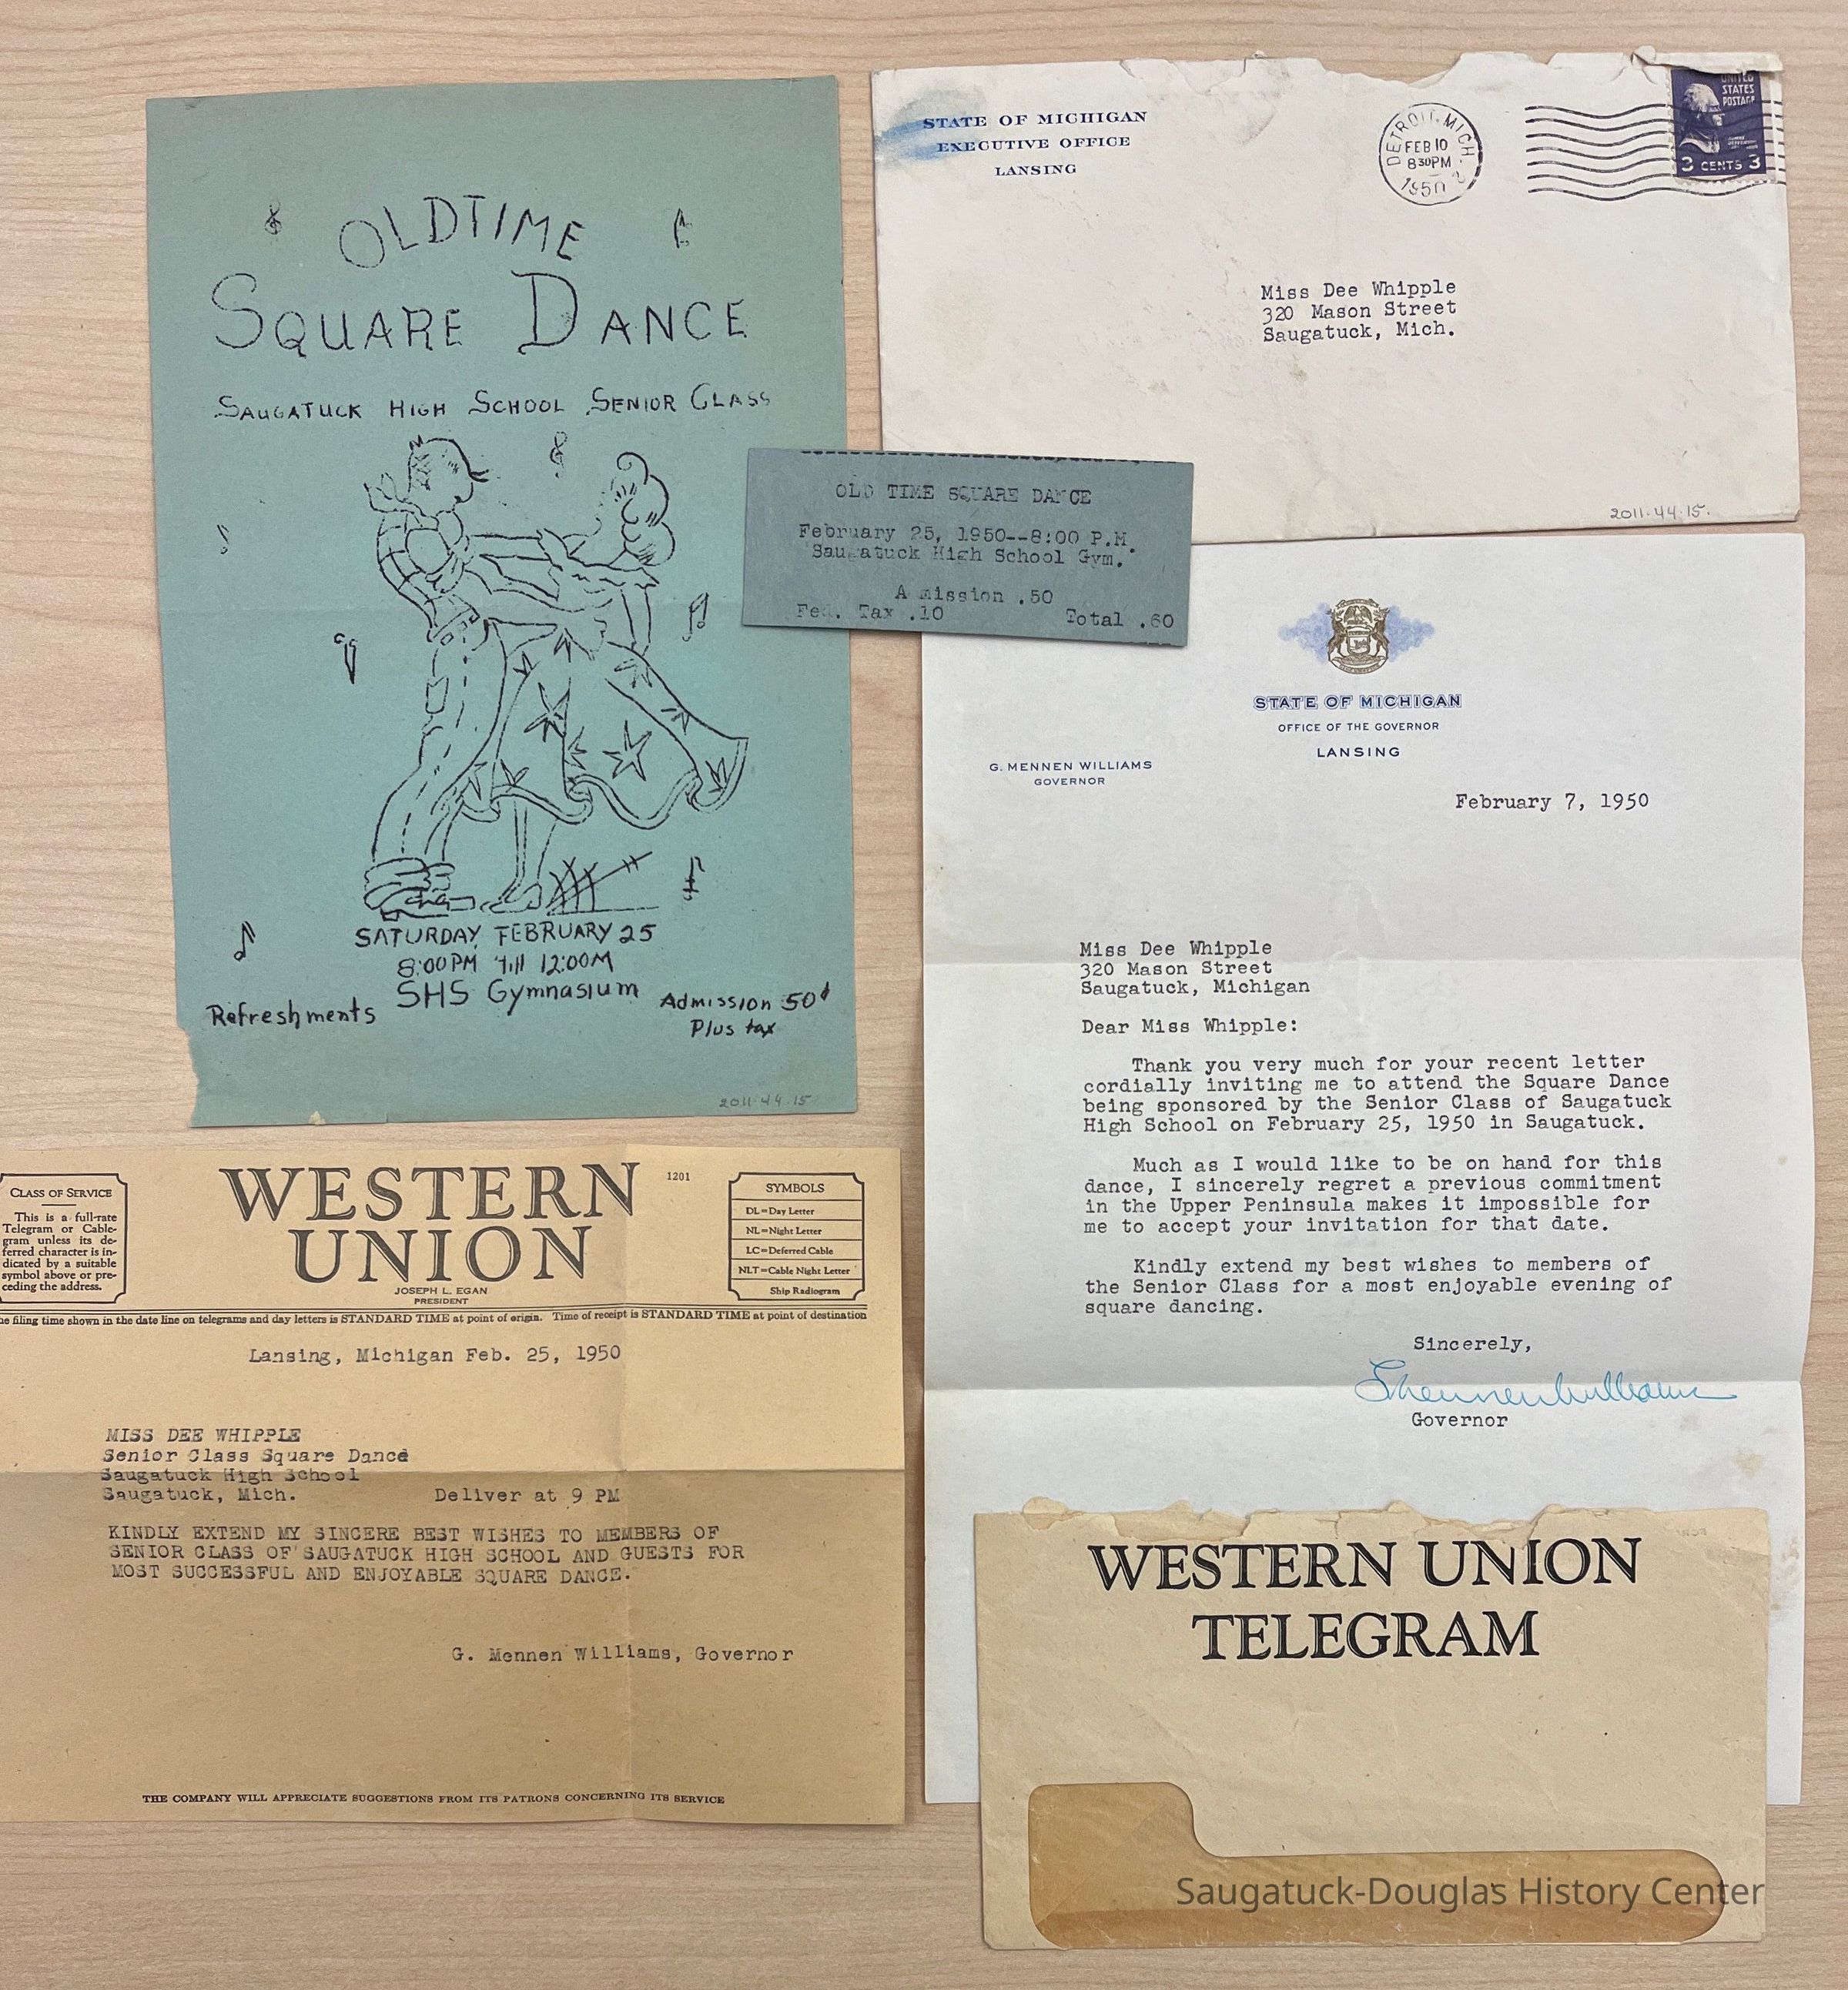 OLDTIME
SQUARE DANCE
SAUGATUCK HIGH SCHOOL SENIOR CLASS
SATURDAY, FEBRUARY 25
8:00PM till 12:00M
SHS Gymnasium
Refreshments
Admission 50¢
Plus tax
2011.44.15
STATE OF MICHIGAN
EXECUTIVE OFFICE
LANSING
DETROIT, MICH.
FEB 10
8 30 PM
1950
UNITED
STATES
POSTAGE
3 CENTS 3
Miss Dee Whipple
320 Mason Street
Saugatuck, Mich.
2011.44.15.
OLD TIME SQUARE DANCE
February 25, 1950--8:00 P.M.
Saugatuck High School Gym.
A mission .50
Fed. Tax .10 Total .60
STATE OF MICHIGAN
OFFICE OF THE GOVERNOR
LANSING
G. MENNEN WILLIAMS
GOVERNOR
February 7, 1950
Miss Dee Whipple
320 Mason Street
Saugatuck, Michigan
Dear Miss Whipple:
Thank you very much for your recent letter
cordially inviting me to attend the Square Dance
being sponsored by the Senior Class of Saugatuck
High School on February 25, 1950 in Saugatuck.
Much as I would like to be on hand for this
dance, I sincerely regret a previous commitment
in the Upper Peninsula makes it impossible for
me to accept your invitation for that date.
Kindly extend my best wishes to members of
the Senior Class for a most enjoyable evening of
square dancing.
Sincerely,
G Mennen Williams
Governor
CLASS OF SERVICE
This is a full-rate
Telegram or Cable-
gram unless its de-
ferred character is in-
dicated by a suitable
symbol above or pre-
ceding the address.
WESTERN
UNION
1201
JOSEPH L. EGAN
PRESIDENT
SYMBOLS
DL=Day Letter
NL=Night Letter
LC=Deferred Cable
NLT=Cable Night Letter
Ship Radiogram
he filing time shown in the date line on telegrams and day letters is STANDARD TIME at point of origin. Time of receipt is STANDARD TIME at point of destination
Lansing, Michigan Feb. 25, 1950
MISS DEE WHIPPLE
Senior Class Square Dance
Saugatuck High School
Saugatuck, Mich. Deliver at 9 PM
KINDLY EXTEND MY SINCERE BEST WISHES TO MEMBERS OF
SENIOR CLASS OF SAUGATUCK HIGH SCHOOL AND GUESTS FOR
MOST SUCCESSFUL AND ENJOYABLE SQUARE DANCE.
G. Mennen Williams, Governor
THE COMPANY WILL APPRECIATE SUGGESTIONS FROM ITS PATRONS CONCERNING ITS SERVICE
WESTERN UNION
TELEGRAM
Saugatuck-Douglas History Center